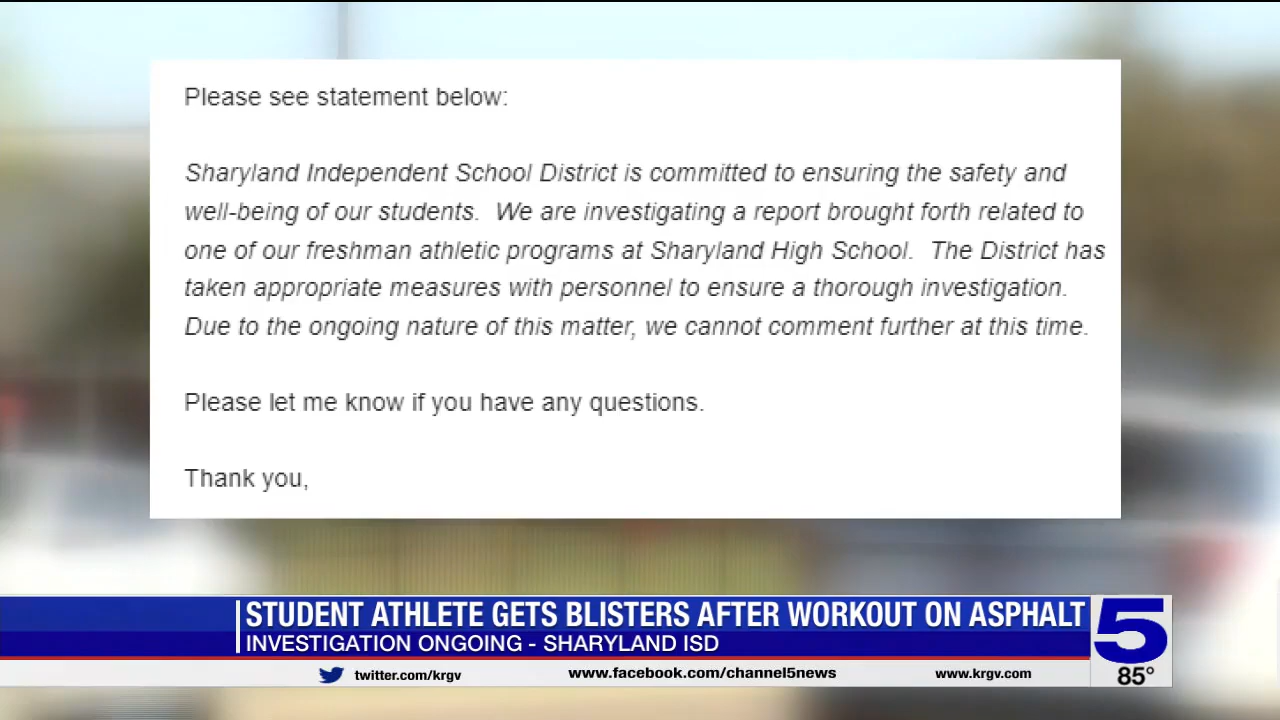 Please see statement below:
Sharyland Independent School District is committed to ensuring the safety and
well-being of our students.  We are investigating a report brought forth related to
one of our freshman athletic programs at Sharyland High School.  The District has
taken appropriate measures with personnel to ensure a thorough investigation.
Due to the ongoing nature of this matter, we cannot comment further at this time.
Please let me know if you have any questions.
Thank you,
STUDENT ATHLETE GETS BLISTERS AFTER WORKOUT ON ASPHALT
INVESTIGATION ONGOING - SHARYLAND ISD
5
twitter.com/krgv www.facebook.com/channel5news www.krgv.com 85°